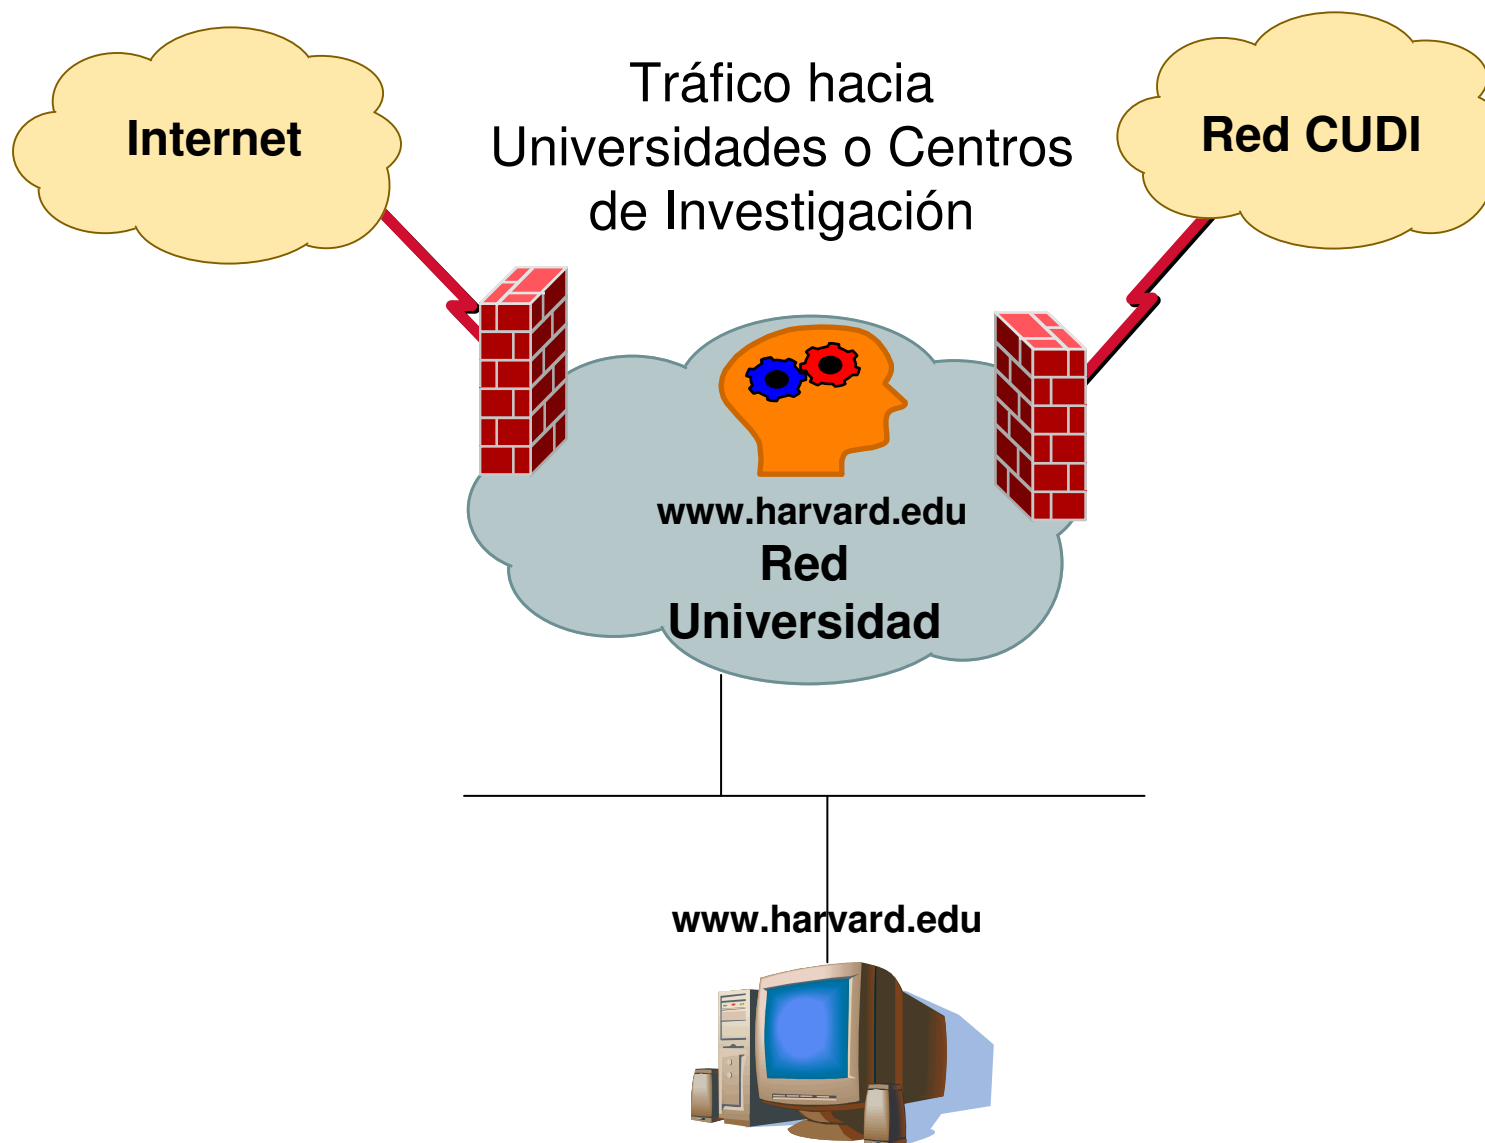 Internet
Tráfico hacia
Universidades o Centros
de Investigación
Red CUDI
www.harvard.edu
Red
Universidad
www.harvard.edu